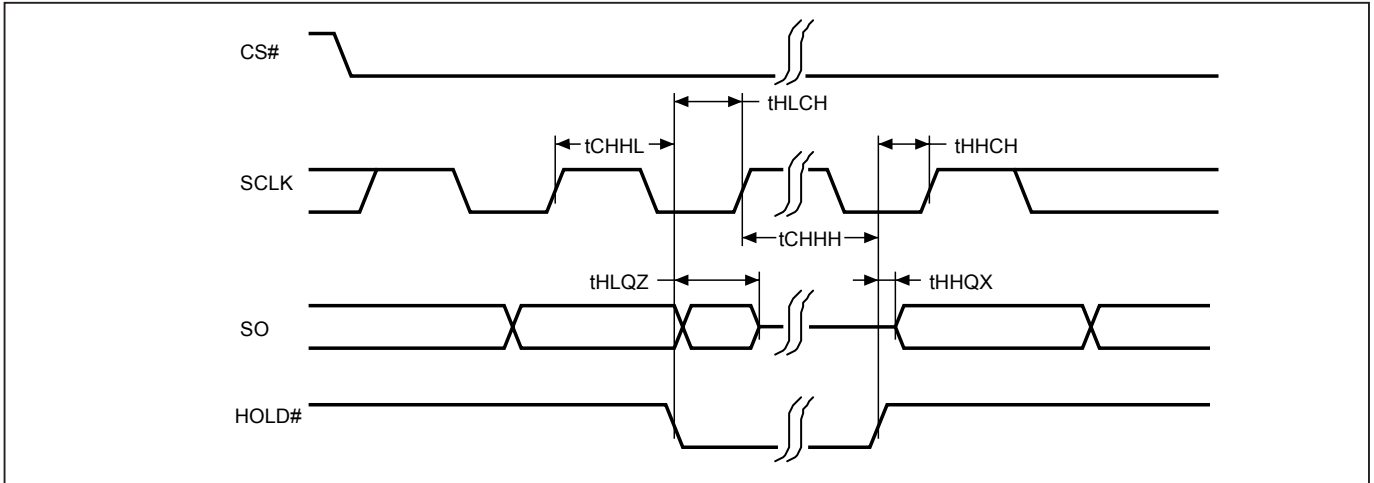 CS#
tHLCH
tCHHL
tHHCH
SCLK
tCHHH
tHLQZ
tHHQX
SO
HOLD#